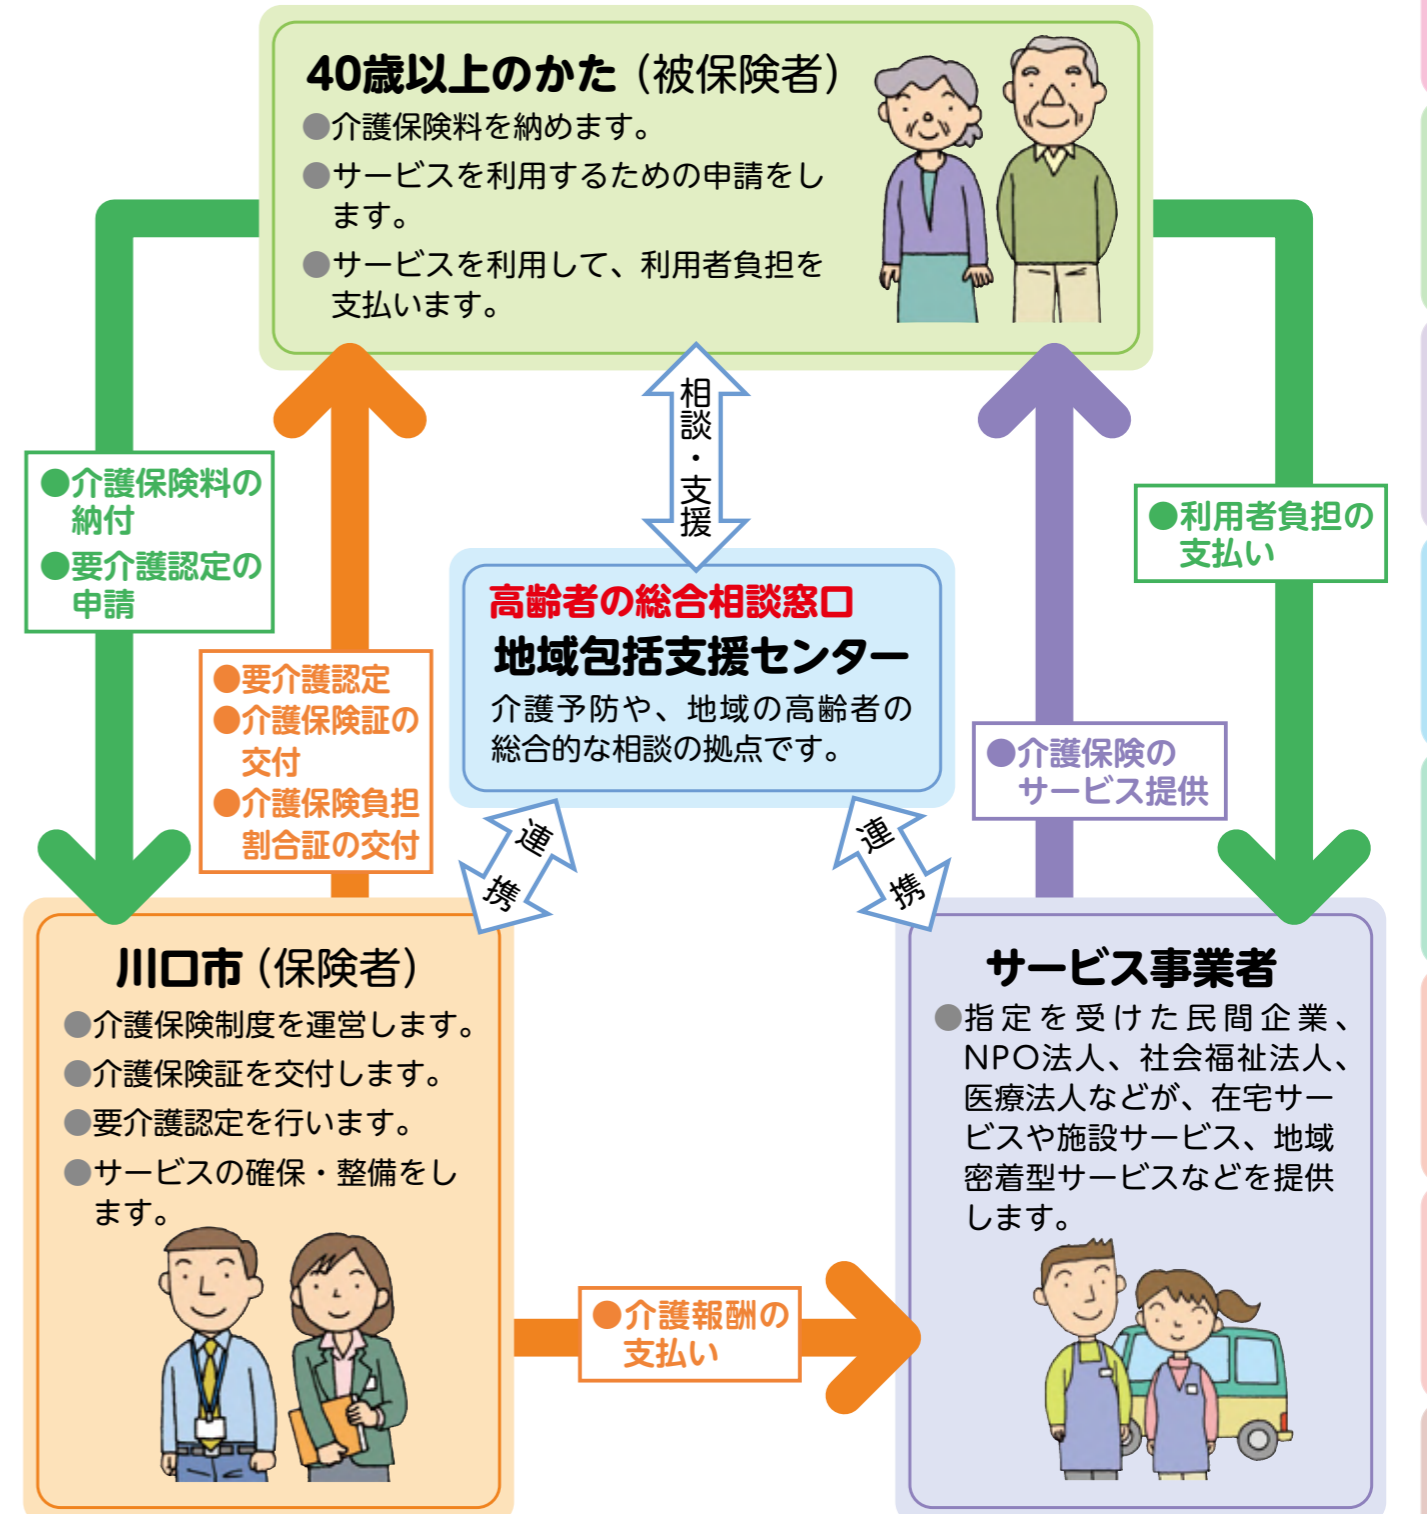 40歳以上のかた（被保険者）
●介護保険料を納めます。
●サービスを利用するための申請をし
ます。
●サービスを利用して、利用者負担を
支払います。
相談・支援
●介護保険料の
納付
●要介護認定の
申請
●利用者負担の
支払い
高齢者の総合相談窓口
地域包括支援センター
介護予防や、地域の高齢者の
総合的な相談の拠点です。
●要介護認定
●介護保険証の
交付
●介護保険負担
割合証の交付
●介護保険の
サービス提供
連携
連携
川口市（保険者）
●介護保険制度を運営します。
●介護保険証を交付します。
●要介護認定を行います。
●サービスの確保・整備をし
ます。
サービス事業者
●指定を受けた民間企業、
NPO法人、社会福祉法人、
医療法人などが、在宅サー
ビスや施設サービス、地域
密着型サービスなどを提供
します。
●介護報酬の
支払い